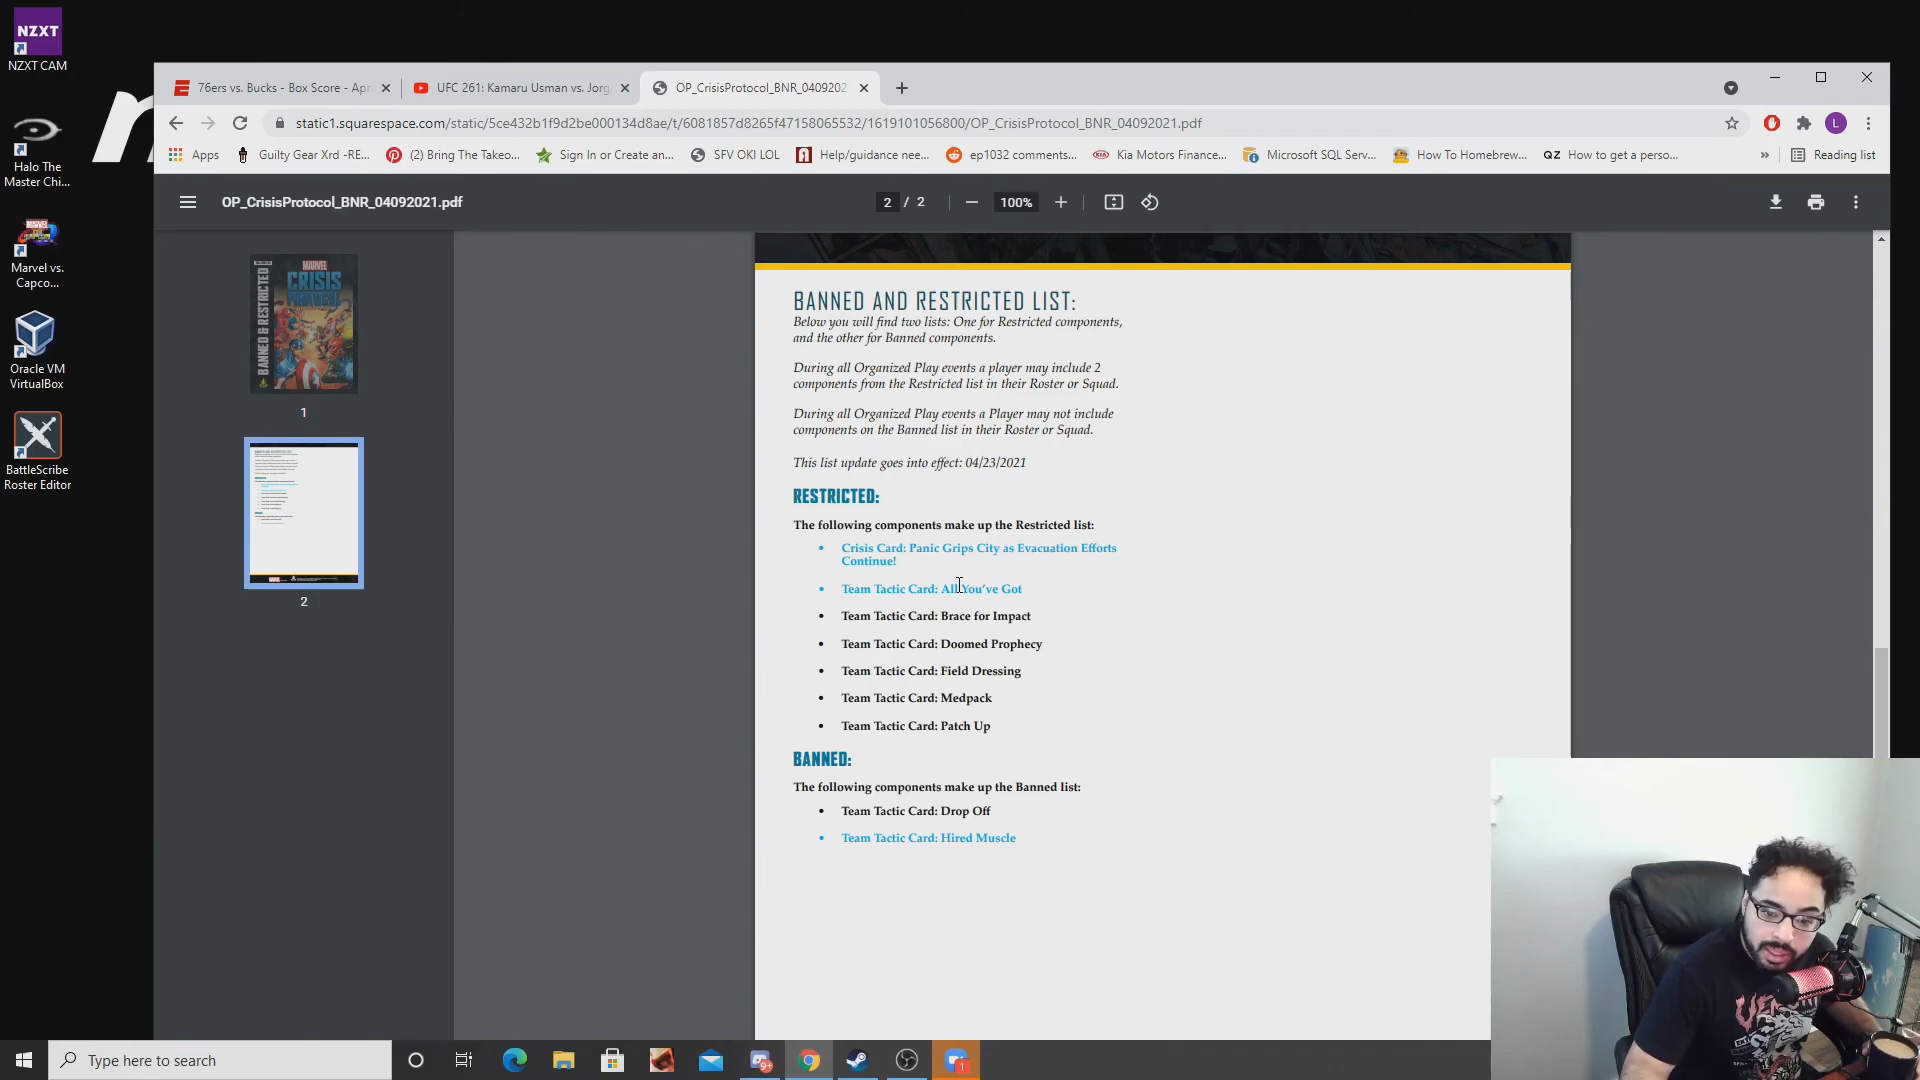 NZXT
NZXT CAM
Halo The
Master Chi...
Marvel vs.
Capco...
Oracle VM
VirtualBox
BattleScribe
Roster Editor
76ers vs. Bucks - Box Score - Apr
UFC 261: Kamaru Usman vs. Jorg
OP_CrisisProtocol_BNR_0409202
static1.squarespace.com/static/5ce432b1f9d2be000134d8ae/t/6081857d8265f47158065532/1619101056800/OP_CrisisProtocol_BNR_04092021.pdf
L
Apps
Guilty Gear Xrd -RE...
(2) Bring The Takeo...
Sign In or Create an...
SFV OKI LOL
Help/guidance nee...
ep1032 comments...
Kia Motors Finance...
Microsoft SQL Serv...
How To Homebrew...
QZ How to get a perso...
»
Reading list
OP_CrisisProtocol_BNR_04092021.pdf
2 / 2
100%
MARVEL
CRISIS
PROTOCOL
BANNED & RESTRICTED
1
2
BANNED AND RESTRICTED LIST:
Below you will find two lists: One for Restricted components,
and the other for Banned components.
During all Organized Play events a player may include 2
components from the Restricted list in their Roster or Squad.
During all Organized Play events a Player may not include
components on the Banned list in their Roster or Squad.
This list update goes into effect: 04/23/2021
RESTRICTED:
The following components make up the Restricted list:
• Crisis Card: Panic Grips City as Evacuation Efforts
Continue!
• Team Tactic Card: All You've Got
• Team Tactic Card: Brace for Impact
• Team Tactic Card: Doomed Prophecy
• Team Tactic Card: Field Dressing
• Team Tactic Card: Medpack
• Team Tactic Card: Patch Up
BANNED:
The following components make up the Banned list:
• Team Tactic Card: Drop Off
• Team Tactic Card: Hired Muscle
Type here to search
9+
1